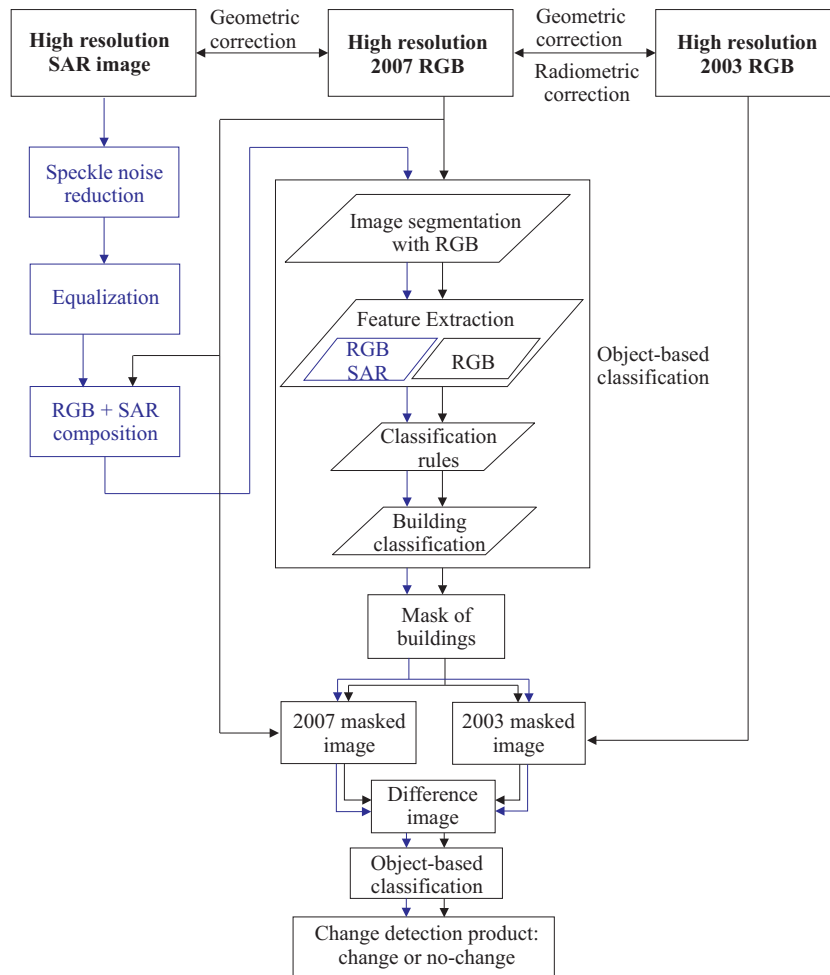 High resolution
SAR image
Geometric
correction
High resolution
2007 RGB
Geometric
correction
Radiometric
correction
High resolution
2003 RGB
Speckle noise
reduction
Equalization
RGB + SAR
composition
Image segmentation
with RGB
Feature Extraction
RGB
SAR
RGB
Classification
rules
Building
classification
Object-based
classification
Mask of
buildings
2007 masked
image
2003 masked
image
Difference
image
Object-based
classification
Change detection product:
change or no-change